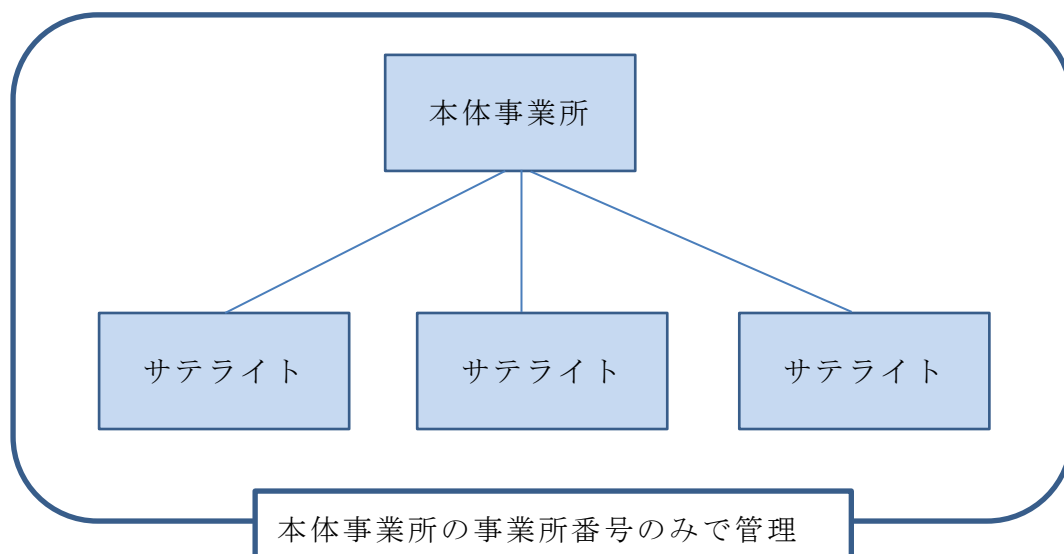 本体事業所
サテライト サテライト サテライト
本体事業所の事業所番号のみで管理